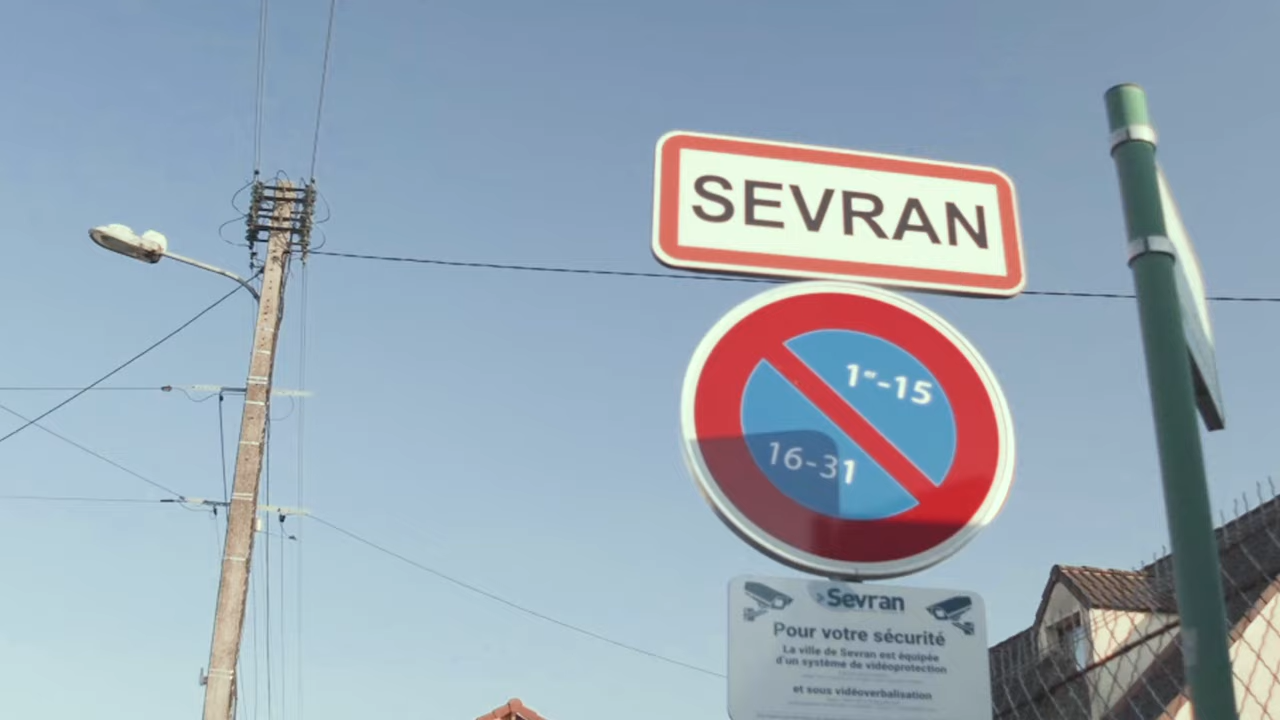 SEVRAN
1er-15
16-31
Sevran
Pour votre sécurité
La ville de Sevran est équipée
d'un système de vidéoprotection
et sous vidéoverbalisation